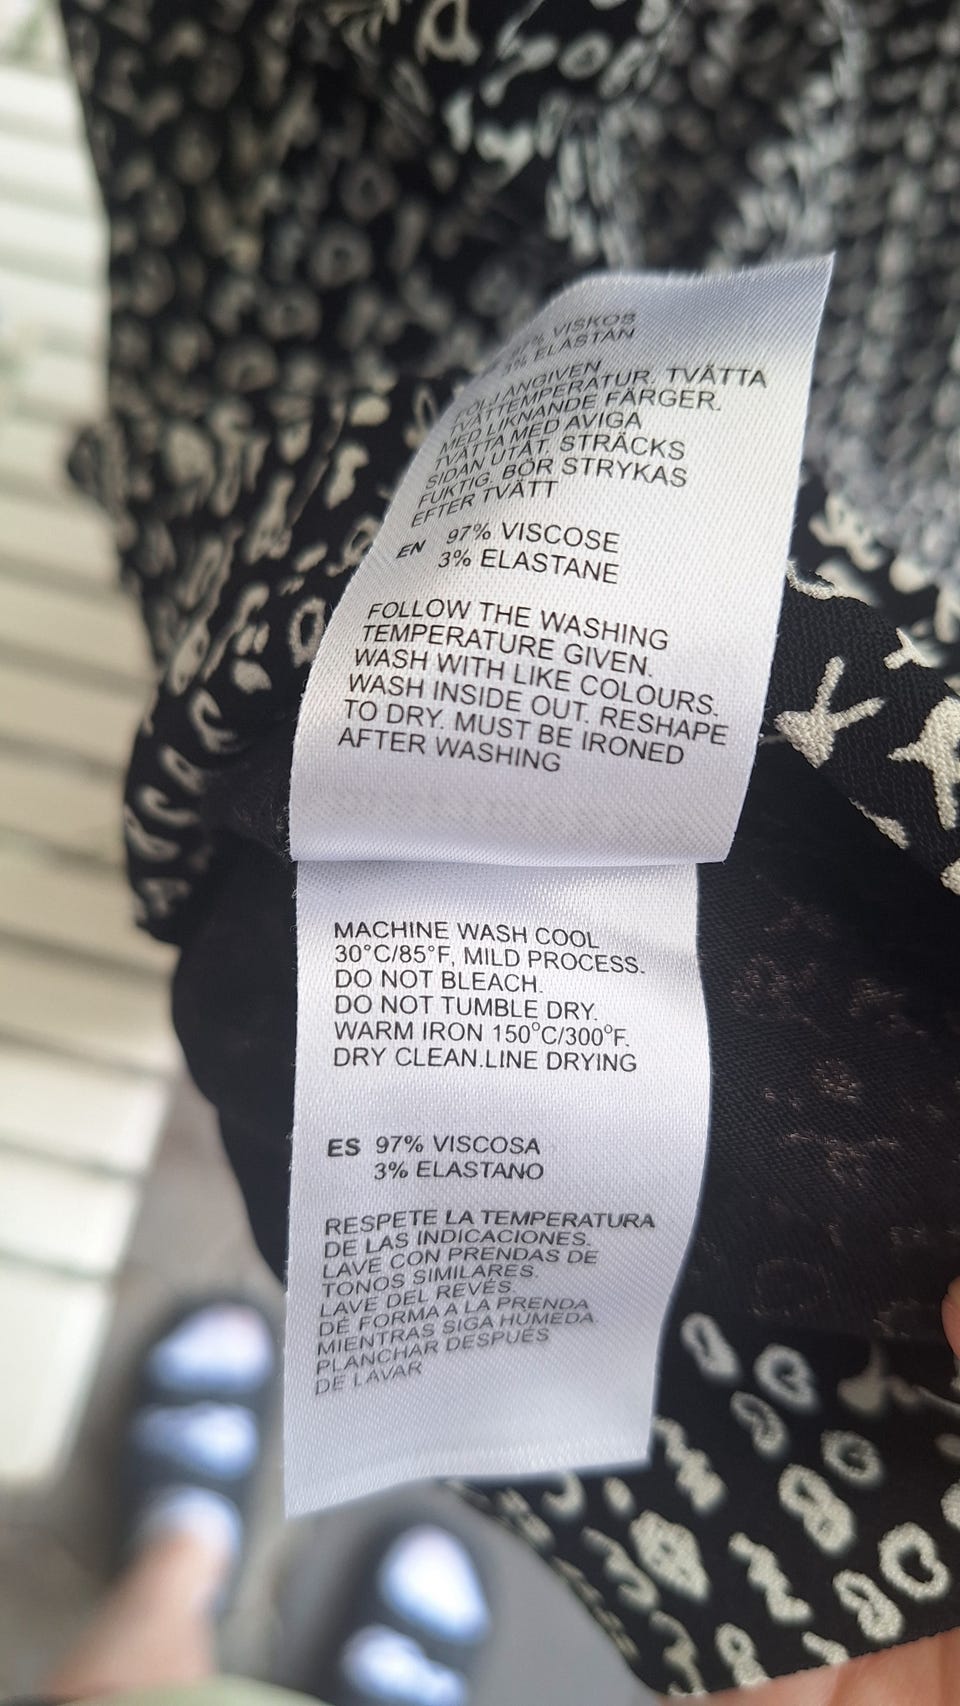 % VISKOS
3% ELASTAN
FÖLJ ANGIVEN
TVÄTTEMPERATUR. TVÄTTA
MED LIKNANDE FÄRGER.
TVÄTTA MED AVIGA
SIDAN UTÅT. STRÄCKS
FUKTIG. BÖR STRYKAS
EFTER TVÄTT
EN 97% VISCOSE
3% ELASTANE
FOLLOW THE WASHING
TEMPERATURE GIVEN.
WASH WITH LIKE COLOURS.
WASH INSIDE OUT. RESHAPE
TO DRY. MUST BE IRONED
AFTER WASHING
MACHINE WASH COOL
30°C/85°F, MILD PROCESS.
DO NOT BLEACH.
DO NOT TUMBLE DRY.
WARM IRON 150°C/300°F.
DRY CLEAN.LINE DRYING
ES 97% VISCOSA
3% ELASTANO
RESPETE LA TEMPERATURA
DE LAS INDICACIONES.
LAVE CON PRENDAS DE
TONOS SIMILARES.
LAVE DEL REVÉS.
DÉ FORMA A LA PRENDA
MIENTRAS SIGA HÚMEDA.
PLANCHAR DESPUÉS
DE LAVAR